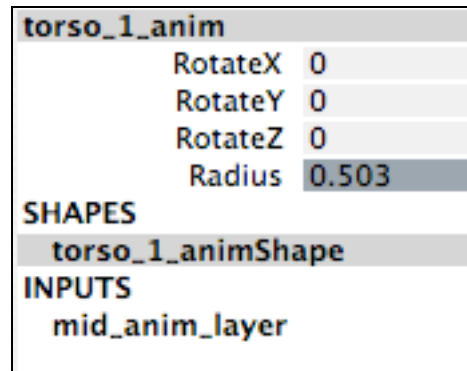 torso_1_anim
RotateX 0
RotateY 0
RotateZ 0
Radius 0.503
SHAPES
torso_1_animShape
INPUTS
mid_anim_layer